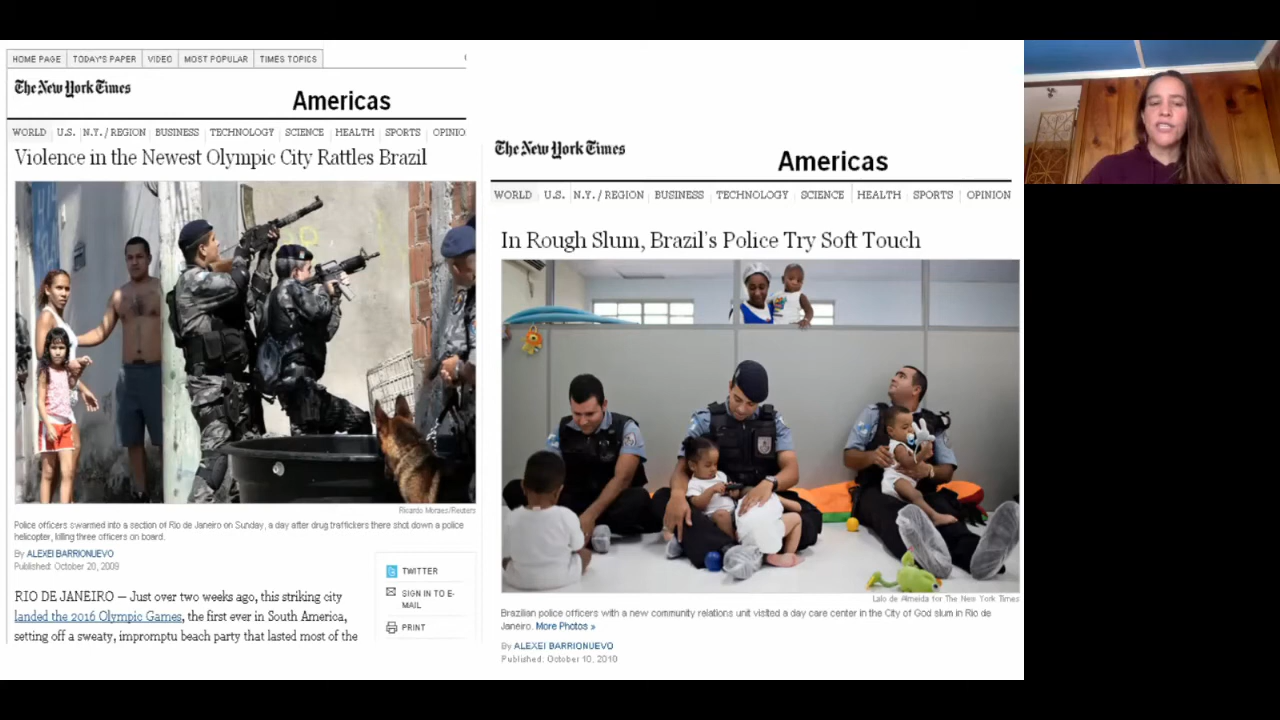 HOME PAGE TODAY'S PAPER VIDEO MOST POPULAR TIMES TOPICS
The New York Times
Americas
WORLD U.S. N.Y. / REGION BUSINESS TECHNOLOGY SCIENCE HEALTH SPORTS OPINIO
Violence in the Newest Olympic City Rattles Brazil
Ricardo Moraes/Reuters
Police officers swarmed into a section of Rio de Janeiro on Sunday, a day after drug traffickers there shot down a police
helicopter, killing three officers on board.
By ALEXEI BARRIONUEVO
Published: October 20, 2009
TWITTER
SIGN IN TO E-
MAIL
PRINT
RIO DE JANEIRO — Just over two weeks ago, this striking city
landed the 2016 Olympic Games, the first ever in South America,
setting off a sweaty, impromptu beach party that lasted most of the
The New York Times
Americas
WORLD U.S. N.Y. / REGION BUSINESS TECHNOLOGY SCIENCE HEALTH SPORTS OPINION
In Rough Slum, Brazil's Police Try Soft Touch
Lalo de Almeida for The New York Times
Brazilian police officers with a new community relations unit visited a day care center in the City of God slum in Rio de
Janeiro. More Photos »
By ALEXEI BARRIONUEVO
Published: October 10, 2010